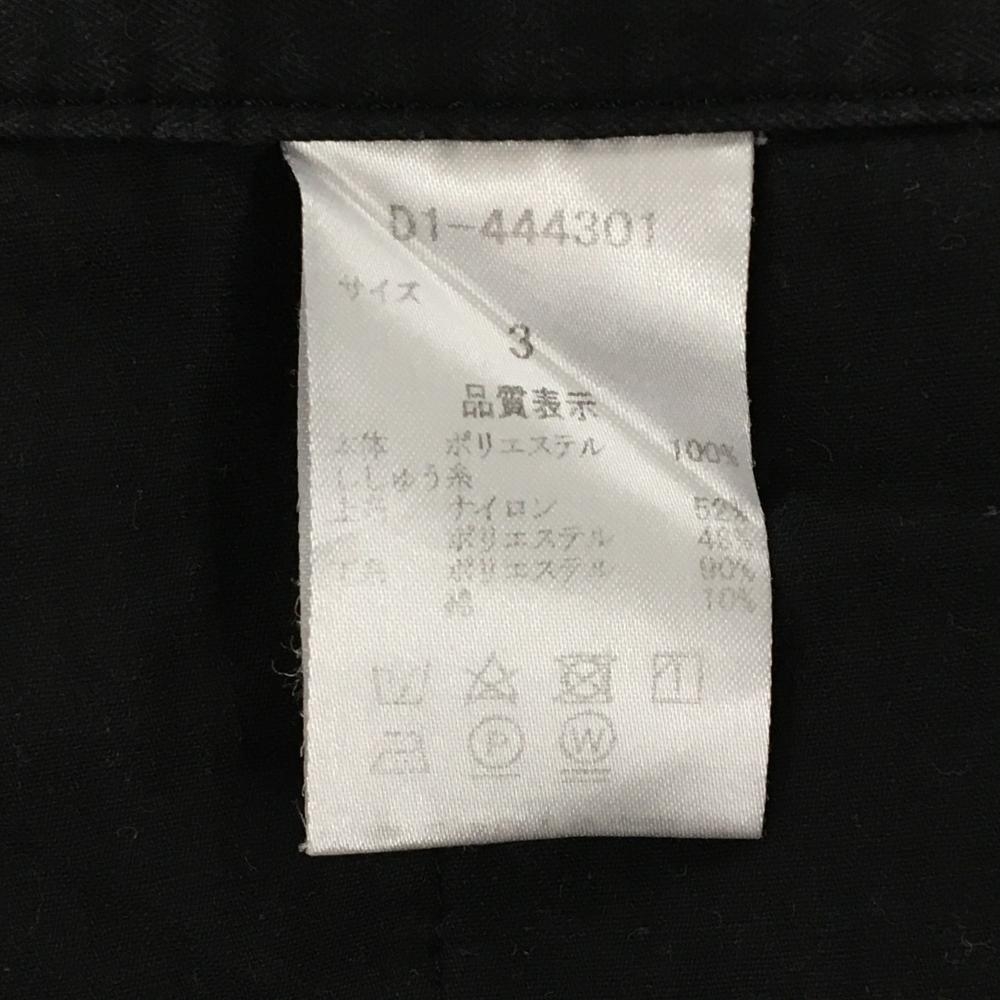 D1-444301
サイズ
3
品質表示
本体 ポリエステル 100%
ししゅう糸
上糸 ナイロン 52%
ポリエステル 48%
下糸 ポリエステル 90%
綿 10%
P W